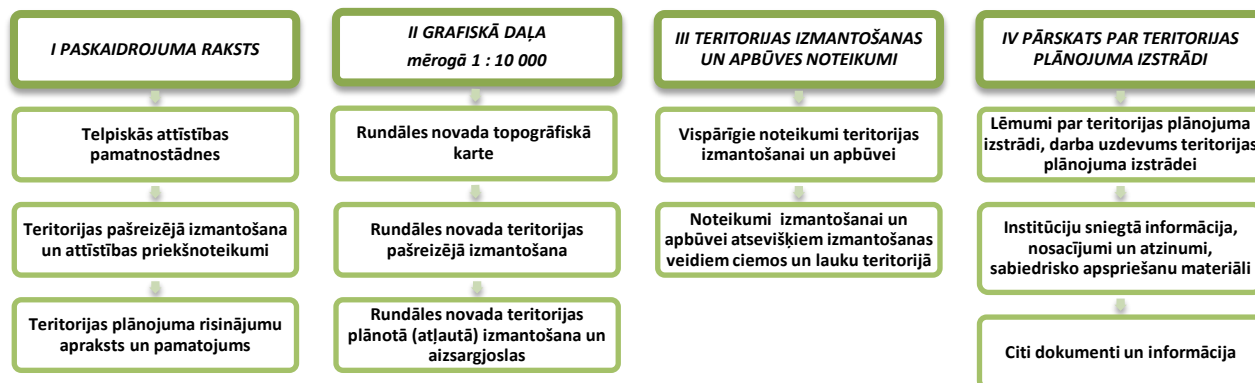 I PASKAIDROJUMA RAKSTS
Telpiskās attīstības
pamatnostādnes
Teritorijas pašreizējā izmantošana
un attīstības priekšnoteikumi
Teritorijas plānojuma risinājumu
apraksts un pamatojums
II GRAFISKĀ DAĻA
mērogā 1 : 10 000
Rundāles novada topogrāfiskā
karte
Rundāles novada teritorijas
pašreizējā izmantošana
Rundāles novada teritorijas
plānotā (atļautā) izmantošana un
aizsargjoslas
III TERITORIJAS IZMANTOŠANAS
UN APBŪVES NOTEIKUMI
Vispārīgie noteikumi teritorijas
izmantošanai un apbūvei
Noteikumi izmantošanai un
apbūvei atsevišķiem izmantošanas
veidiem ciemos un lauku teritorijā
IV PĀRSKATS PAR TERITORIJAS
PLĀNOJUMA IZSTRĀDI
Lēmumi par teritorijas plānojuma
izstrādi, darba uzdevums teritorijas
plānojuma izstrādei
Institūciju sniegtā informācija,
nosacījumi un atzinumi,
sabiedrisko apspriešanu materiāli
Citi dokumenti un informācija